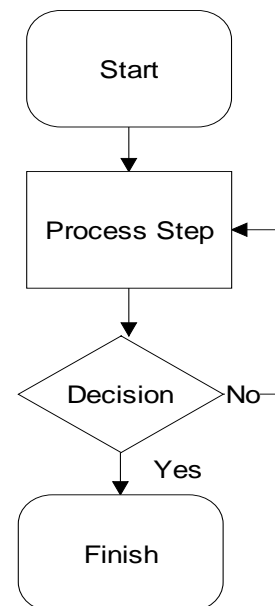 Start
Process Step
Decision
No
Yes
Finish